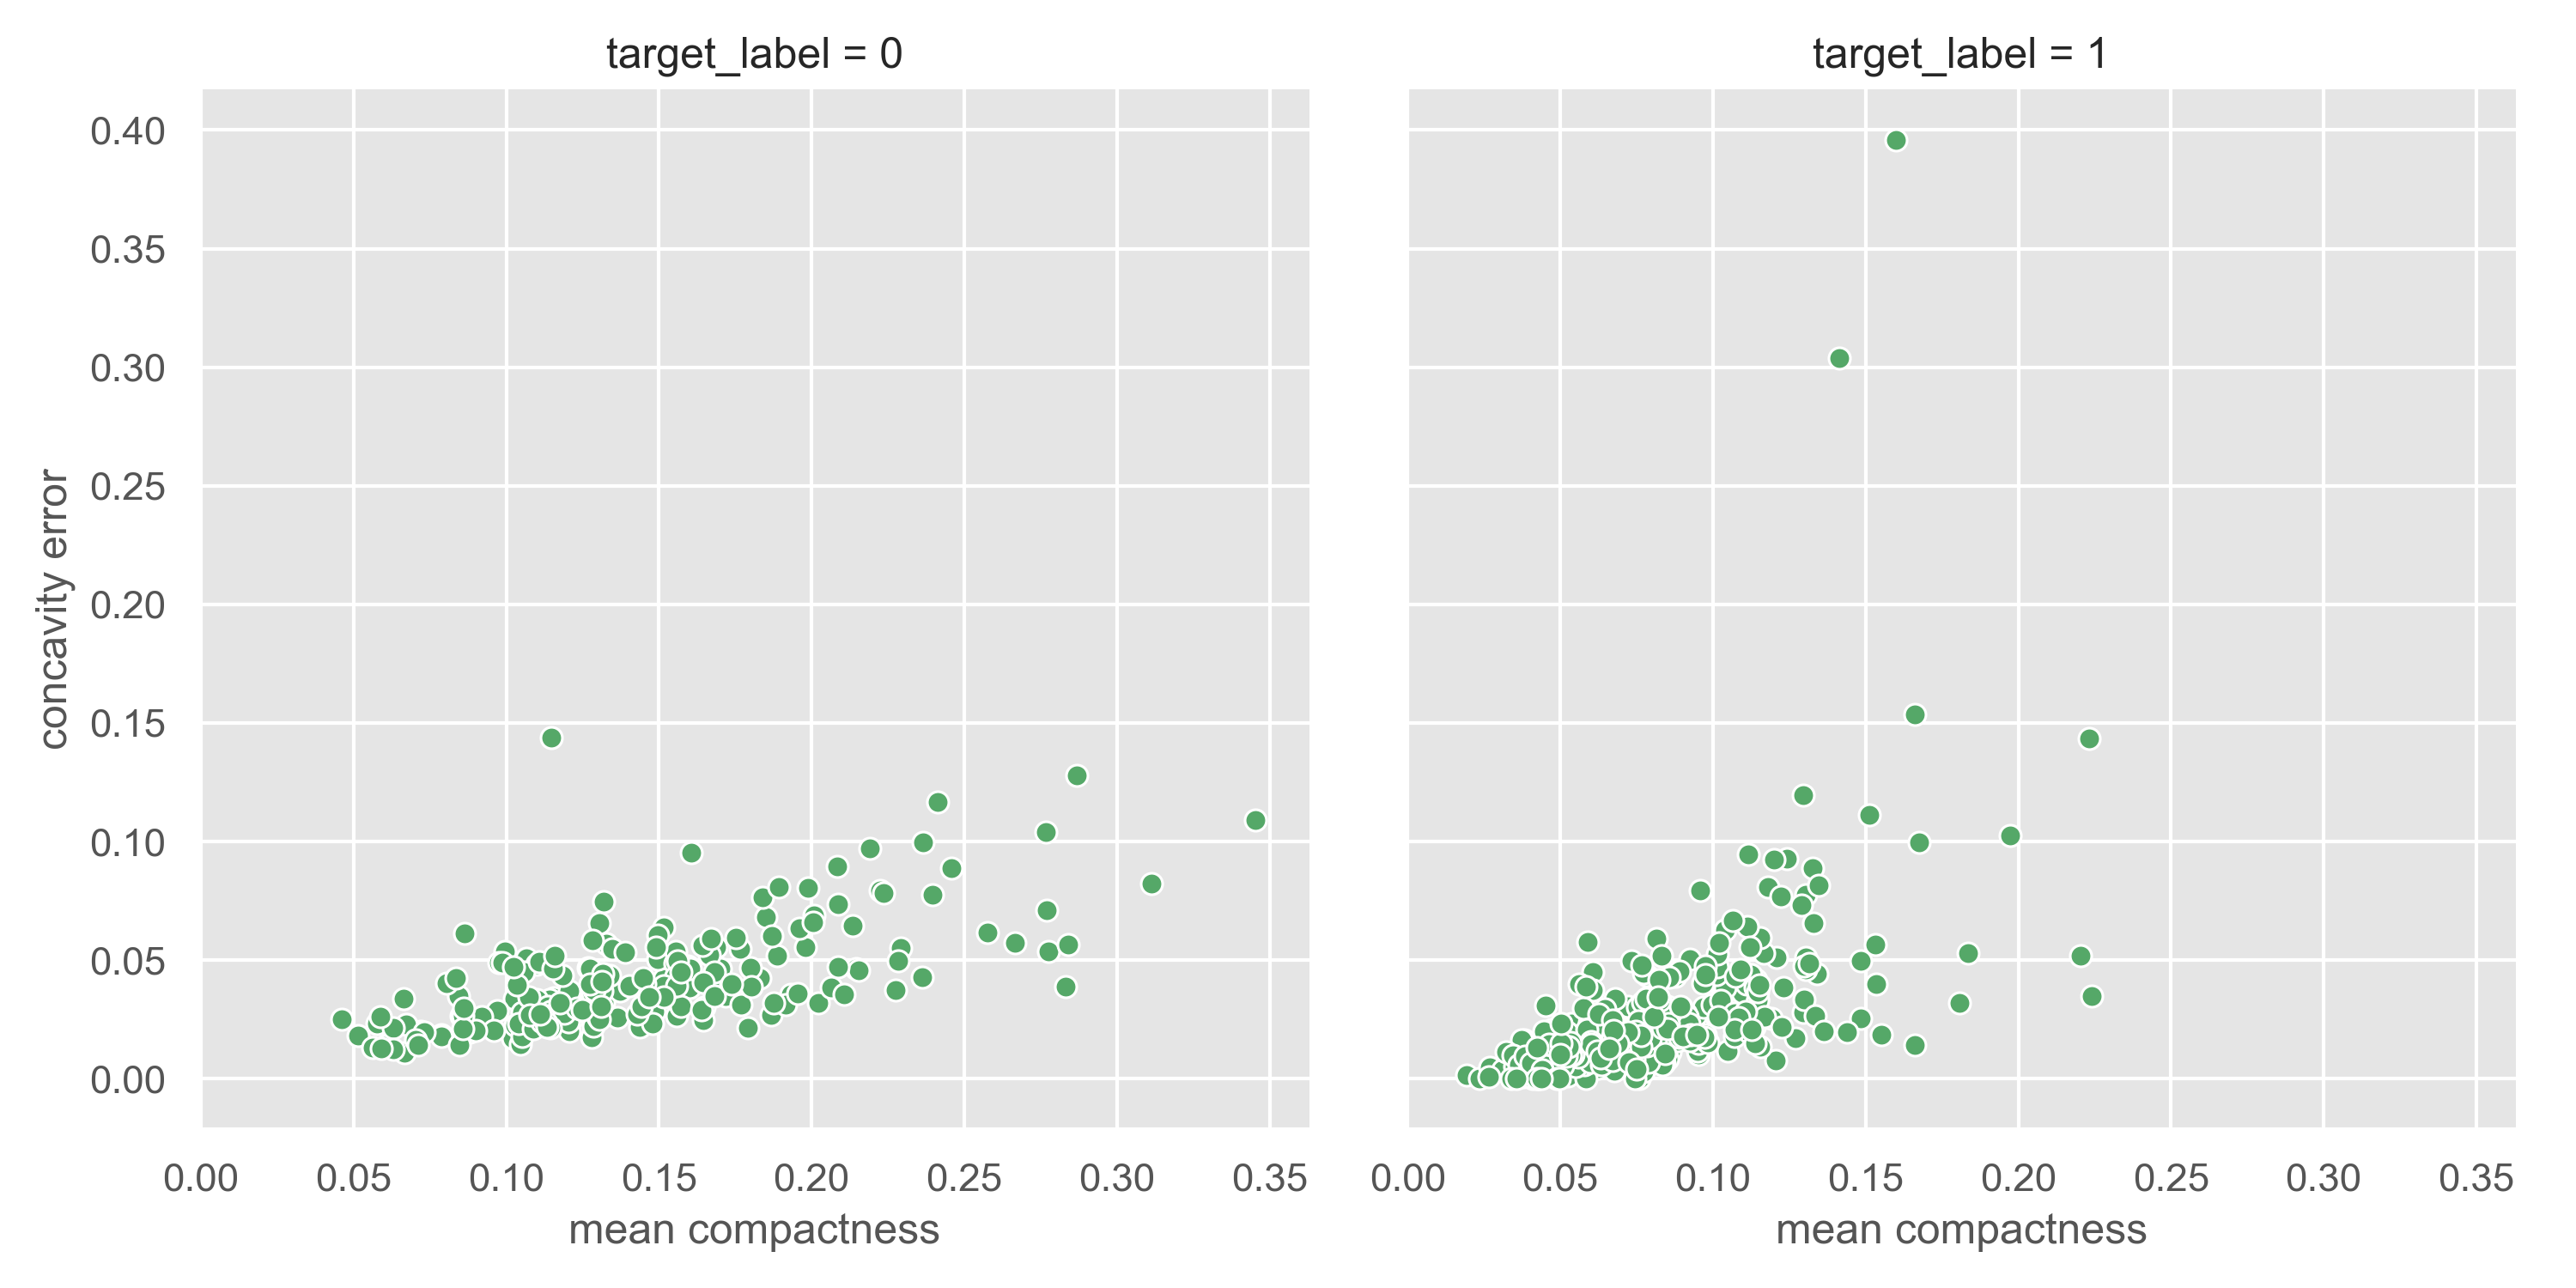 target_label = 0
target_label = 1
0.40
0.35
0.30
0.25
0.20
0.15
0.10
0.05
0.00
concavity error
0.00 0.05 0.10 0.15 0.20 0.25 0.30 0.35
0.00 0.05 0.10 0.15 0.20 0.25 0.30 0.35
mean compactness
mean compactness